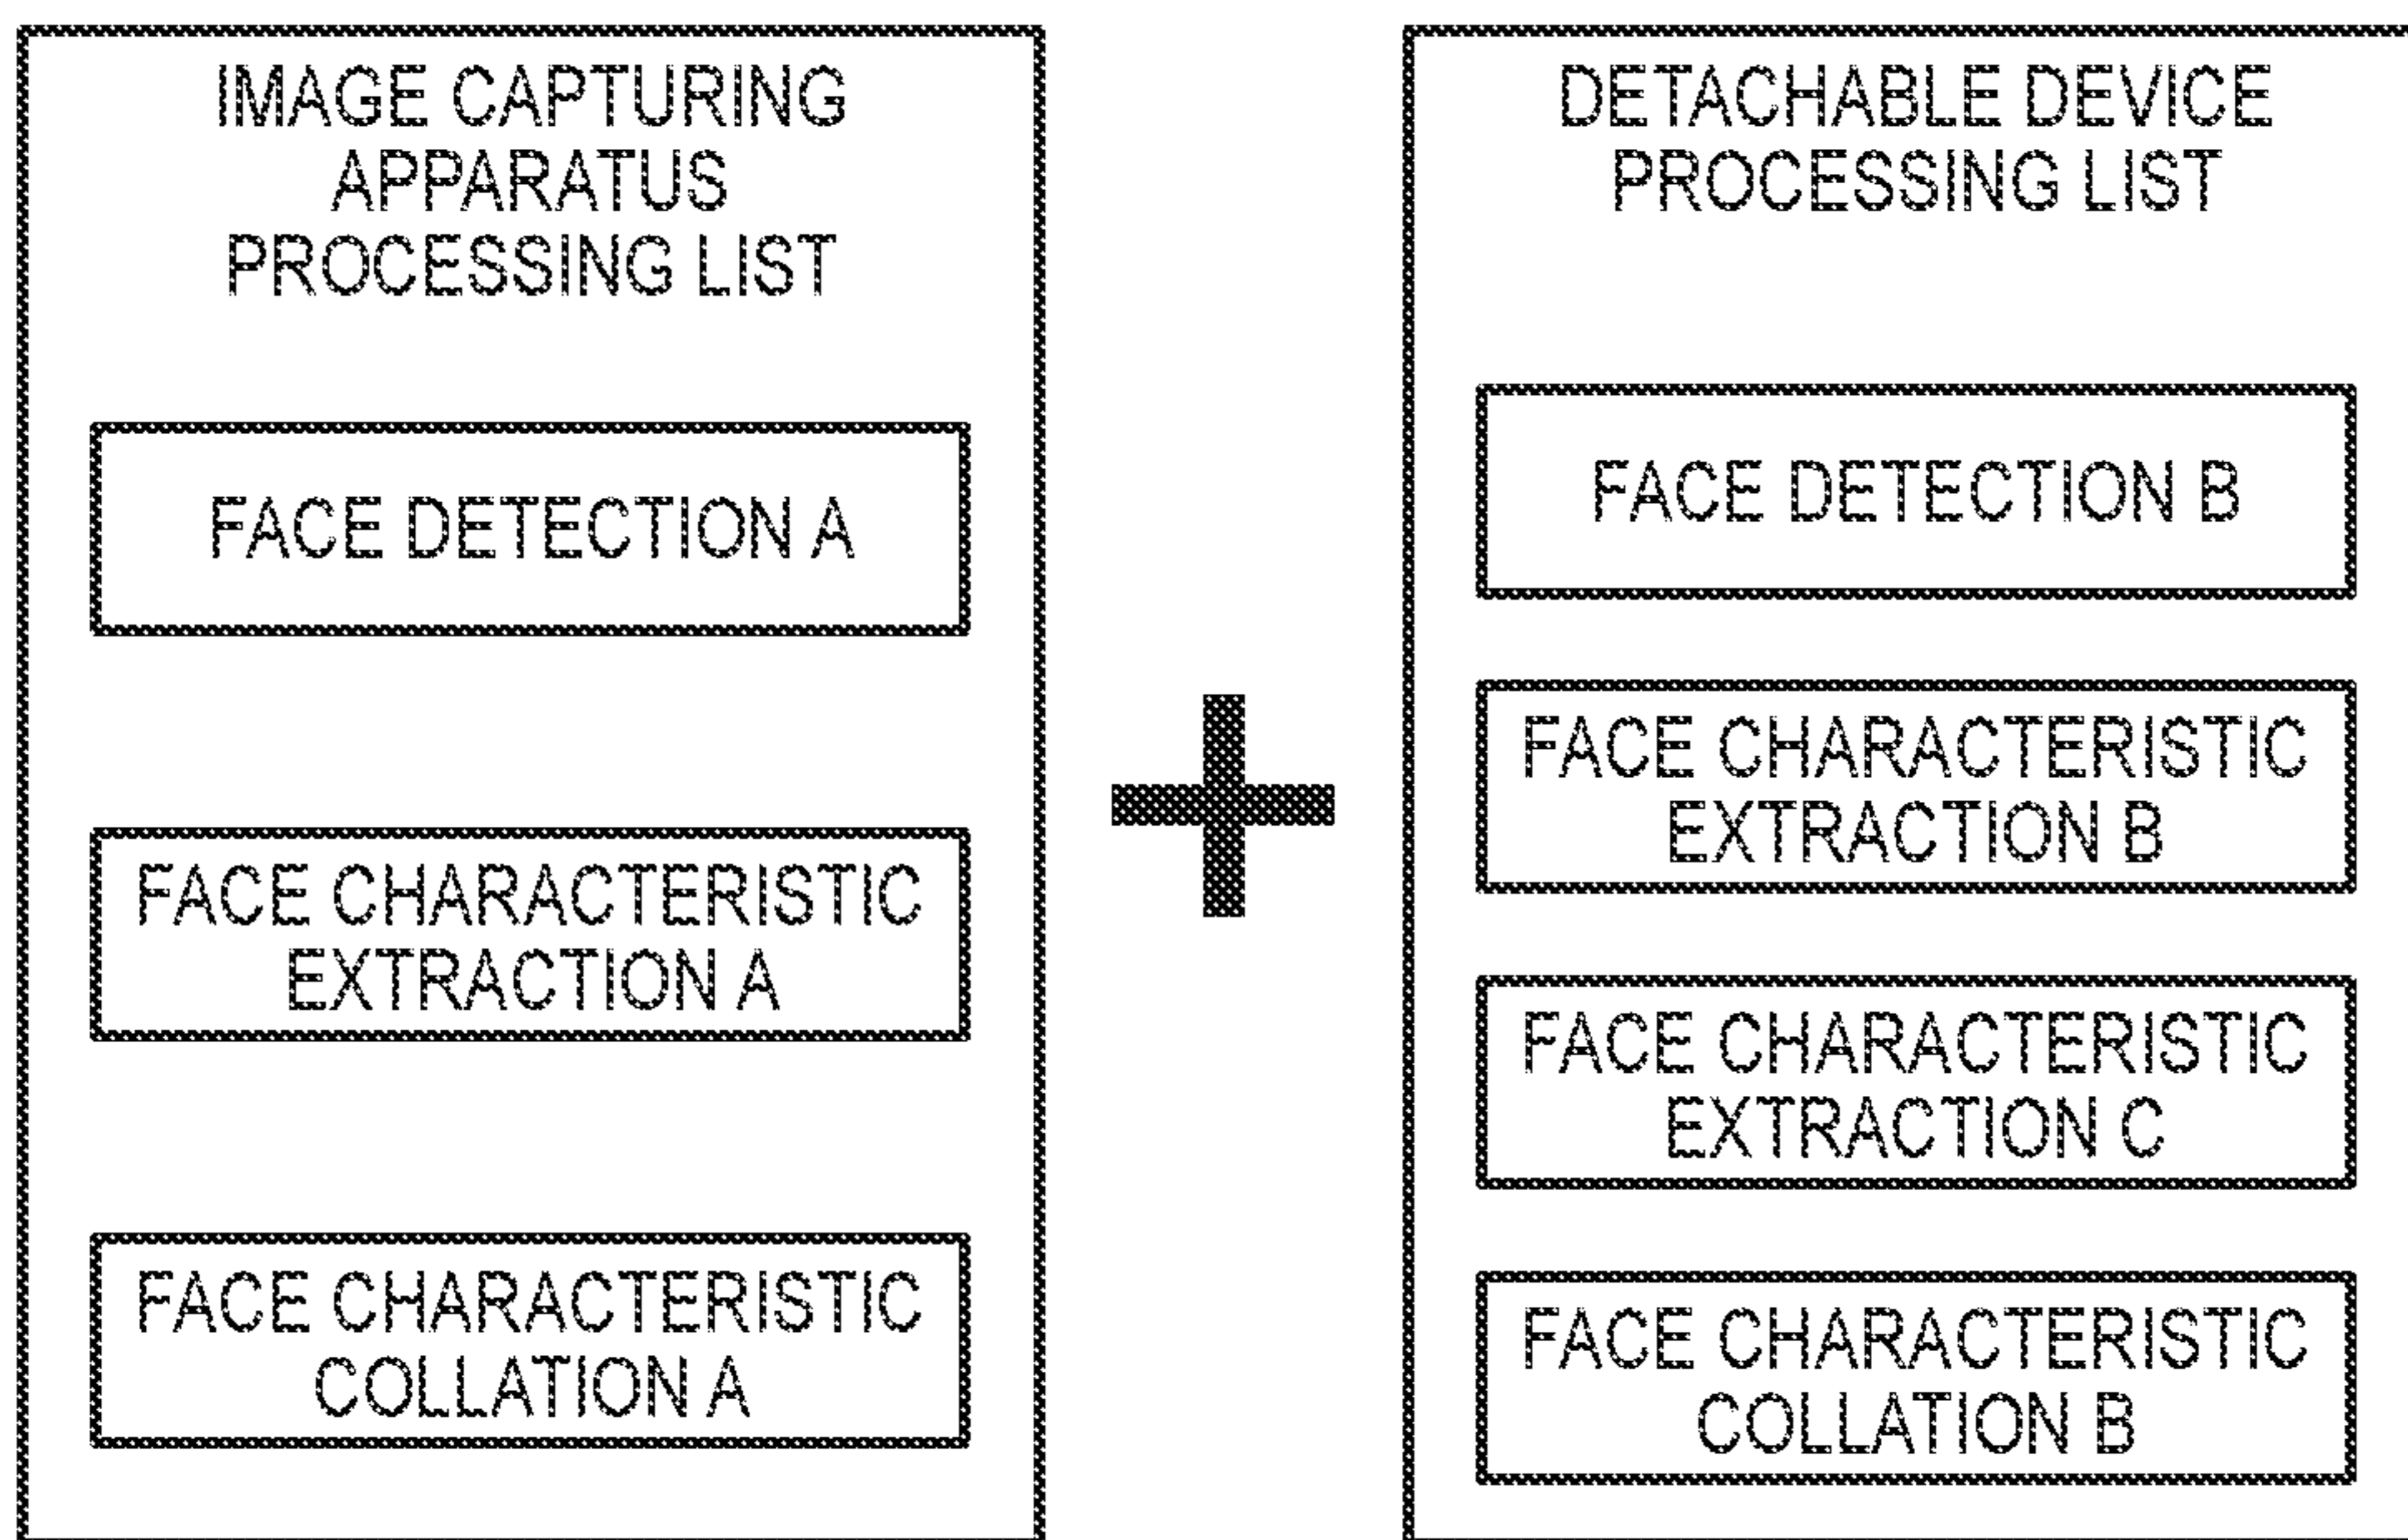 IMAGE CAPTURING
APPARATUS
PROCESSING LIST
FACE DETECTION A
FACE CHARACTERISTIC
EXTRACTION A
FACE CHARACTERISTIC
COLLATION A
DETACHABLE DEVICE
PROCESSING LIST
FACE DETECTION B
FACE CHARACTERISTIC
EXTRACTION B
FACE CHARACTERISTIC
EXTRACTION C
FACE CHARACTERISTIC
COLLATION B